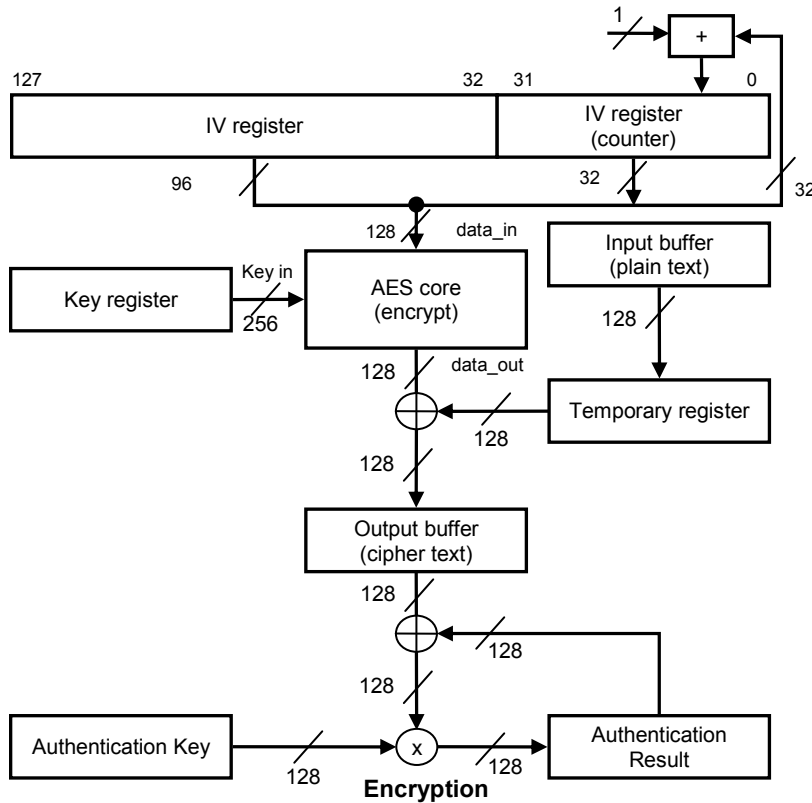 1
+
127
32
31
0
IV register
IV register
(counter)
96
32
32
128
data_in
Input buffer
(plain text)
Key register
Key in
256
AES core
(encrypt)
128
128
data_out
Temporary register
128
128
Output buffer
(cipher text)
128
128
128
Authentication Key
128
x
128
Authentication
Result
Encryption